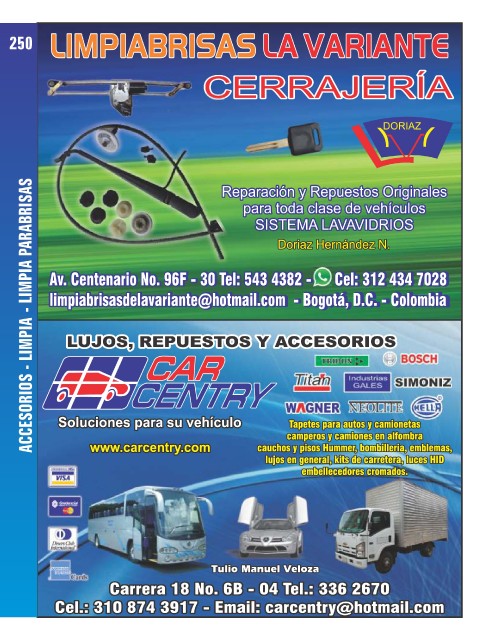 250
ACCESORIOS - LIMPIA - LIMPIA PARABRISAS
LIMPIABRISAS LA VARIANTE
CERRAJERÍA
DORIAZ
Reparación y Repuestos Originales
para toda clase de vehículos
SISTEMA LAVAVIDRIOS
Doriaz Hernández N.
Av. Centenario No. 96F - 30 Tel: 543 4382 - Cel: 312 434 7028
limpiabrisasdelavariante@hotmail.com - Bogotá, D.C. - Colombia
LUJOS, REPUESTOS Y ACCESORIOS
CAR
CENTRY
Soluciones para su vehículo
www.carcentry.com
BOSCH
Titán
Industrias
GALES
SIMONIZ
WAGNER
NEOLITE
HELLA
Tapetes para autos y camionetas
camperos y camiones en alfombra
cauchos y pisos Hummer, bombillería, emblemas,
lujos en general, kits de carretera, luces HID
embellecedores cromados.
VISA
Diners Club
International
Tulio Manuel Veloza
Carrera 18 No. 6B - 04 Tel.: 336 2670
Cel.: 310 874 3917 - Email: carcentry@hotmail.com